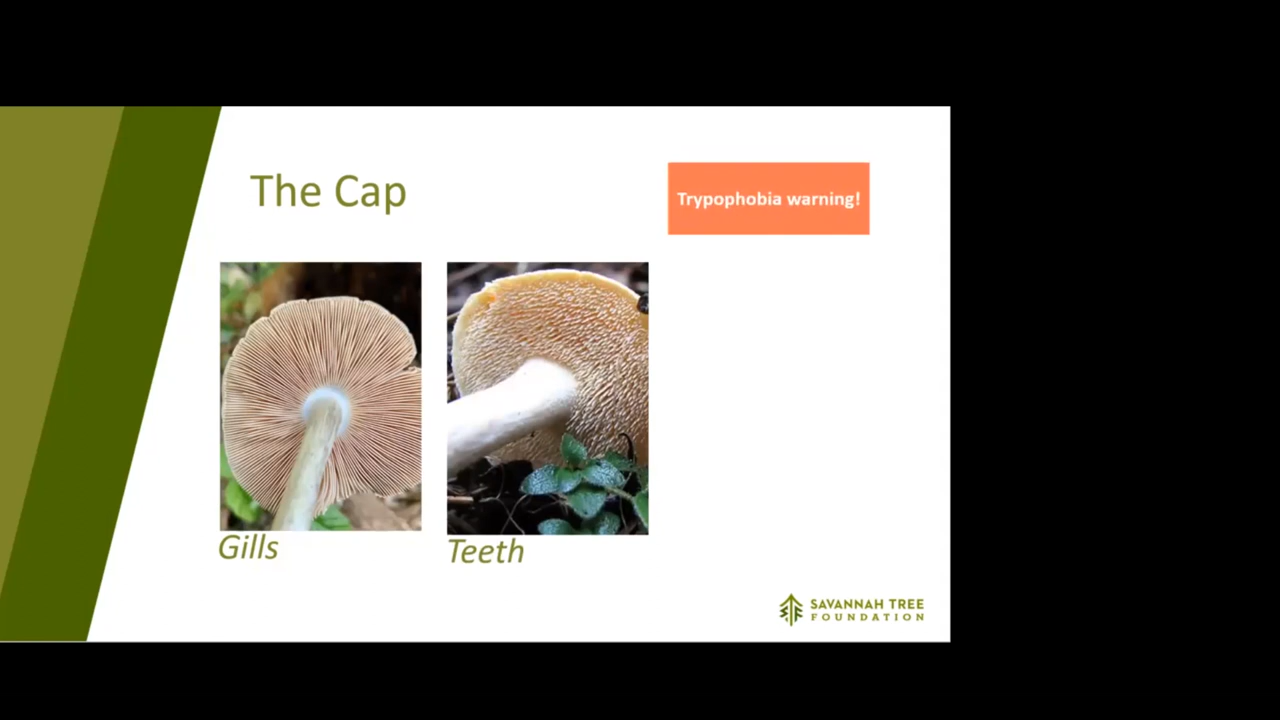 The Cap
Trypophobia warning!
Gills
Teeth
SAVANNAH TREE
FOUNDATION